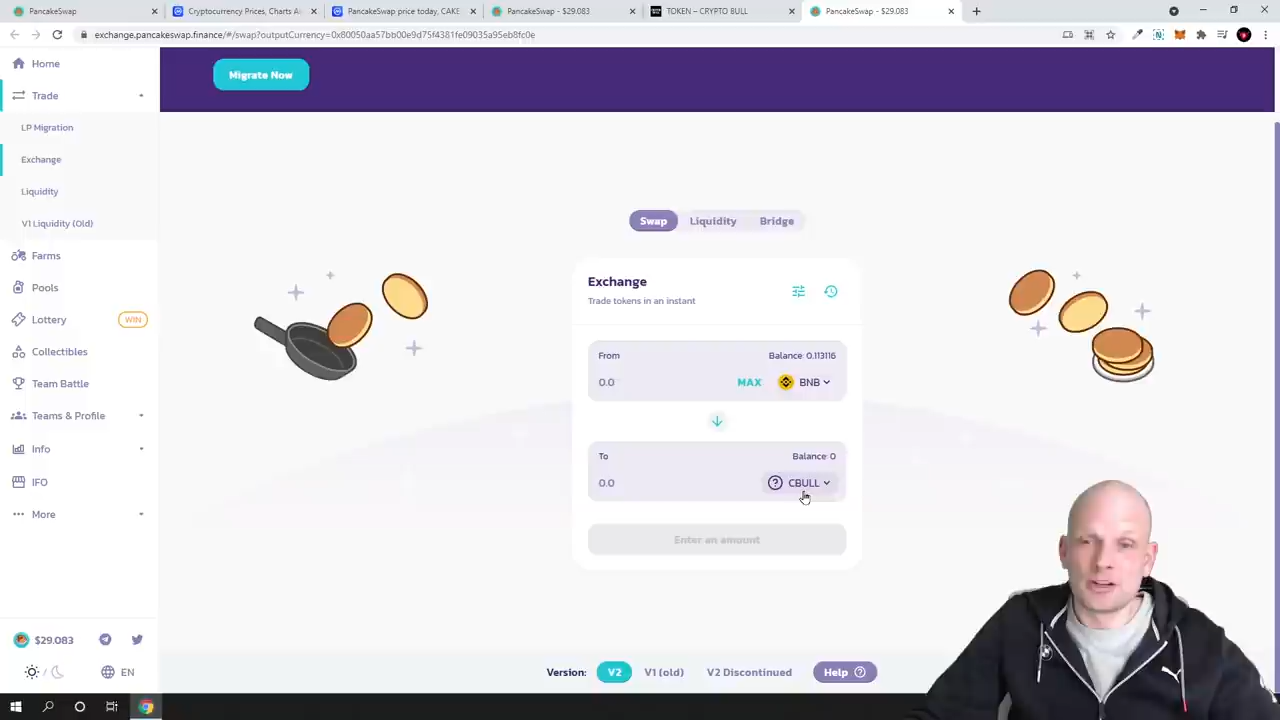 PancakeSwap
Cryptocurrency Prices, Charts A
PancakeSwap price today, CAKE
PancakeSwap - $29.083
TOKEN – CRYPTO BULL
PancakeSwap - $29.083
exchange.pancakeswap.finance/#/swap?outputCurrency=0x80050aa57bb00e5d75f4381fe09035a95eb8fc0e
Home
Migrate Now
Trade
LP Migration
Exchange
Liquidity
V1 Liquidity (Old)
Farms
Pools
Lottery
WIN
Collectibles
Team Battle
Teams & Profile
Info
IFO
More
$29.083
EN
Swap
Liquidity
Bridge
Exchange
Trade tokens in an instant
From
Balance: 0.113116
0.0
MAX
BNB
To
Balance: 0
0.0
CBULL
Enter an amount
Version:
V2
V1 (old)
V2 Discontinued
Help